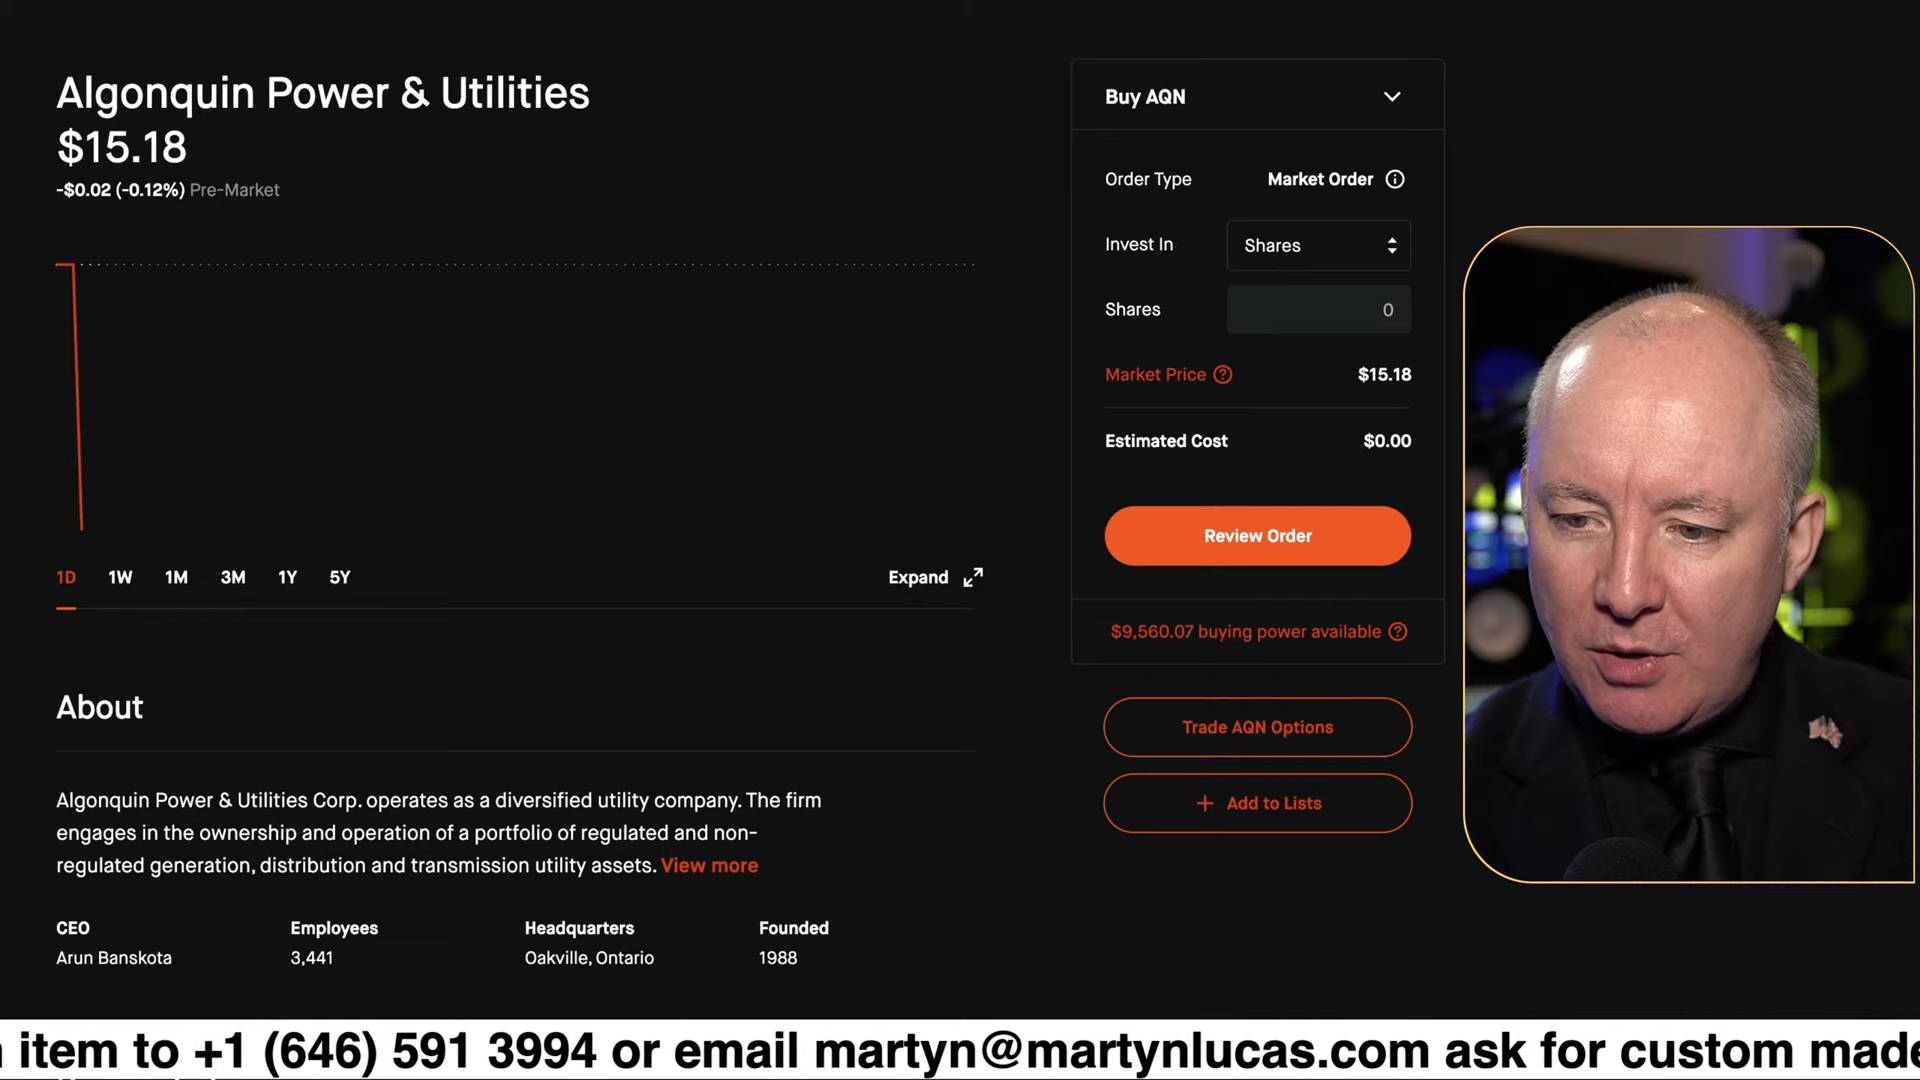 Algonquin Power & Utilities
$15.18
-$0.02 (-0.12%) Pre-Market
1D 1W 1M 3M 1Y 5Y
Expand
About
Algonquin Power & Utilities Corp. operates as a diversified utility company. The firm
engages in the ownership and operation of a portfolio of regulated and non-
regulated generation, distribution and transmission utility assets. View more
CEO Employees Headquarters Founded
Arun Banskota 3,441 Oakville, Ontario 1988
Buy AQN
Order Type Market Order
Invest In Shares
Shares 0
Market Price $15.18
Estimated Cost $0.00
Review Order
$9,560.07 buying power available
Trade AQN Options
+ Add to Lists
item to +1 (646) 591 3994 or email martyn@martynlucas.com ask for custom made